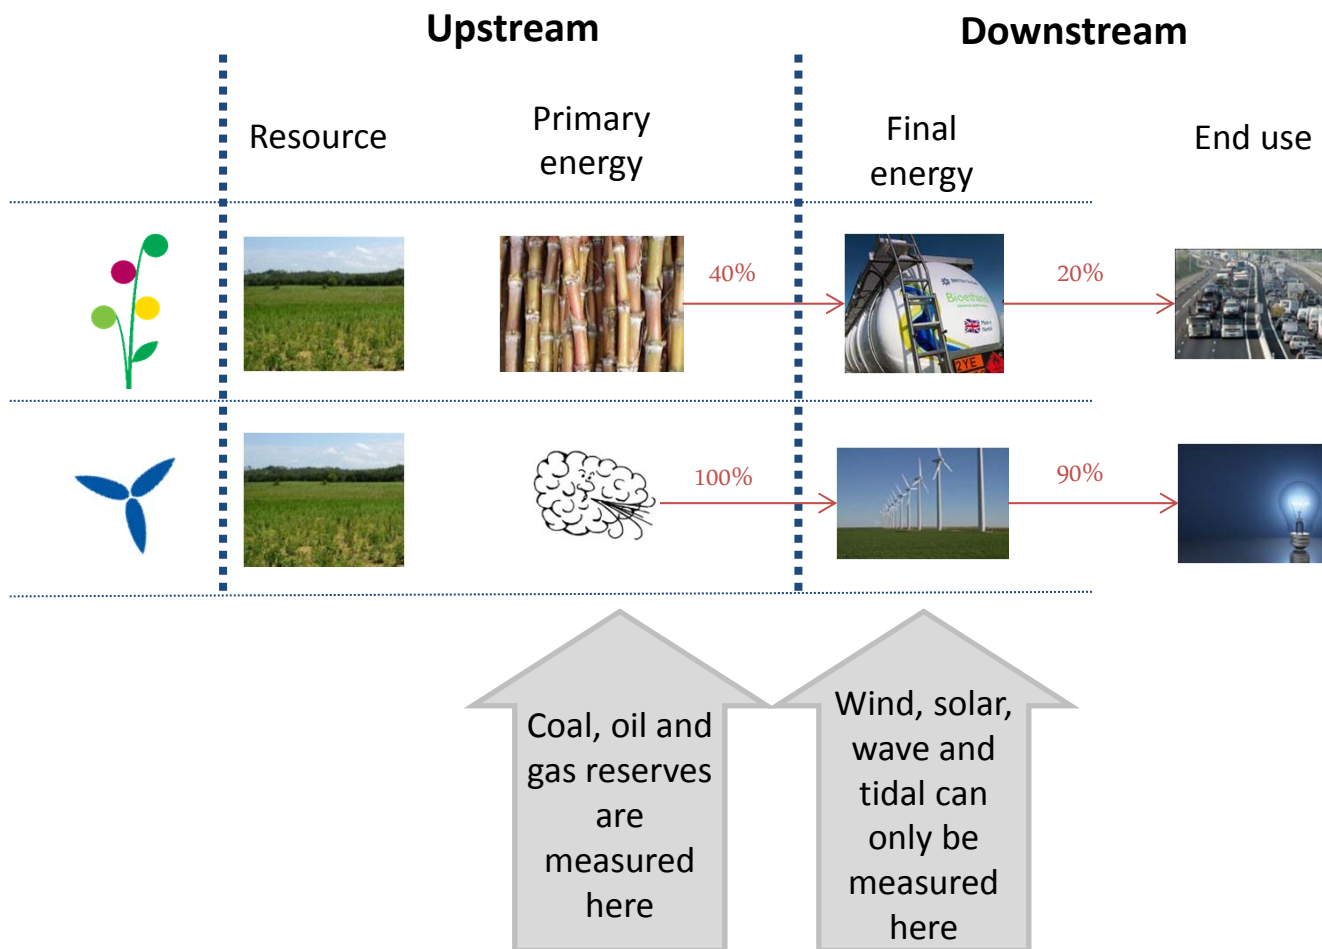 Upstream
Downstream
Resource
Primary
energy
Final
energy
End use
40%
Bioethanol
20%
100%
90%
Coal, oil and
gas reserves
are
measured
here
Wind, solar,
wave and
tidal can
only be
measured
here